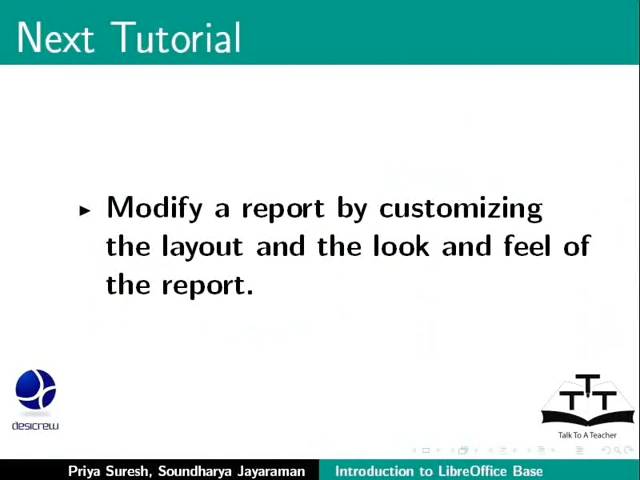 Next Tutorial
Modify a report by customizing
the layout and the look and feel of
the report.
desicrew
T T T
Talk To A Teacher
Priya Suresh, Soundharya Jayaraman Introduction to LibreOffice Base